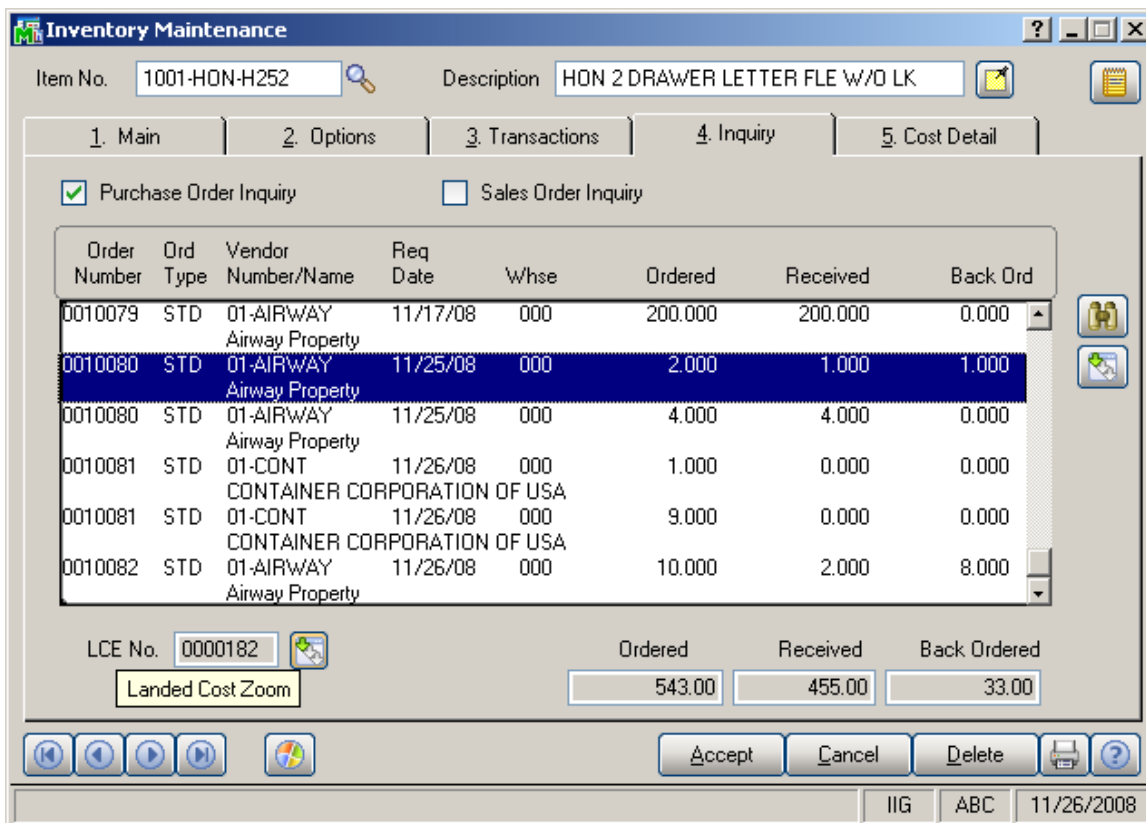 Inventory Maintenance
Item No. 1001-HON-H252 Description HON 2 DRAWER LETTER FLE W/O LK
1. Main 2. Options 3. Transactions 4. Inquiry 5. Cost Detail
Purchase Order Inquiry Sales Order Inquiry
Order Ord Vendor Req
Number Type Number/Name Date Whse Ordered Received Back Ord
0010079 STD 01-AIRWAY 11/17/08 000 200.000 200.000 0.000
Airway Property
0010080 STD 01-AIRWAY 11/25/08 000 2.000 1.000 1.000
Airway Property
0010080 STD 01-AIRWAY 11/25/08 000 4.000 4.000 0.000
Airway Property
0010081 STD 01-CONT 11/26/08 000 1.000 0.000 0.000
CONTAINER CORPORATION OF USA
0010081 STD 01-CONT 11/26/08 000 9.000 0.000 0.000
CONTAINER CORPORATION OF USA
0010082 STD 01-AIRWAY 11/26/08 000 10.000 2.000 8.000
Airway Property
LCE No. 0000182 Ordered Received Back Ordered
Landed Cost Zoom 543.00 455.00 33.00
Accept Cancel Delete
IIG ABC 11/26/2008